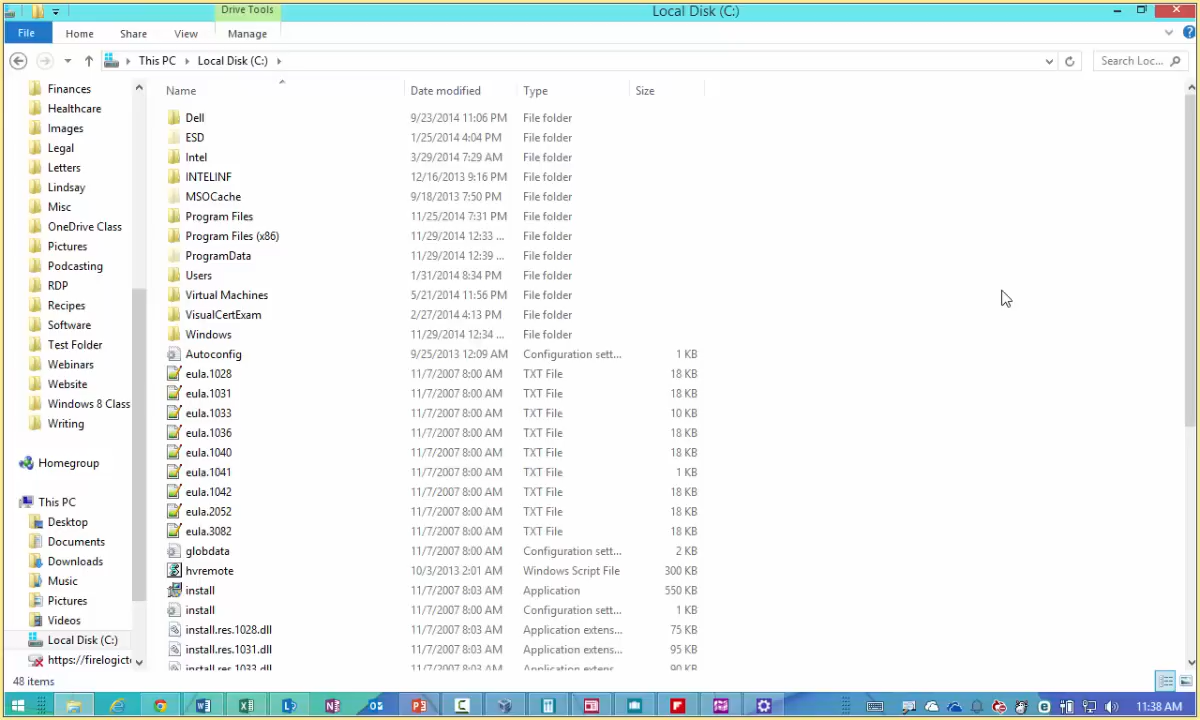 Drive Tools
Local Disk (C:)
File Home Share View Manage
This PC Local Disk (C:) Search Loc...
Name Date modified Type Size
Finances
Healthcare
Images
Legal
Letters
Lindsay
Misc
OneDrive Class
Pictures
Podcasting
RDP
Recipes
Software
Test Folder
Webinars
Website
Windows 8 Class
Writing
Homegroup
This PC
Desktop
Documents
Downloads
Music
Pictures
Videos
Local Disk (C:)
https://firelogict
Dell 9/23/2014 11:06 PM File folder
ESD 1/25/2014 4:04 PM File folder
Intel 3/29/2014 7:29 AM File folder
INTELINF 12/16/2013 9:16 PM File folder
MSOCache 9/18/2013 7:50 PM File folder
Program Files 11/25/2014 7:31 PM File folder
Program Files (x86) 11/29/2014 12:33 ... File folder
ProgramData 11/29/2014 12:39 ... File folder
Users 1/31/2014 8:34 PM File folder
Virtual Machines 5/21/2014 11:56 PM File folder
VisualCertExam 2/27/2014 4:13 PM File folder
Windows 11/29/2014 12:34 ... File folder
Autoconfig 9/25/2013 12:09 AM Configuration sett... 1 KB
eula.1028 11/7/2007 8:00 AM TXT File 18 KB
eula.1031 11/7/2007 8:00 AM TXT File 18 KB
eula.1033 11/7/2007 8:00 AM TXT File 10 KB
eula.1036 11/7/2007 8:00 AM TXT File 18 KB
eula.1040 11/7/2007 8:00 AM TXT File 18 KB
eula.1041 11/7/2007 8:00 AM TXT File 1 KB
eula.1042 11/7/2007 8:00 AM TXT File 18 KB
eula.2052 11/7/2007 8:00 AM TXT File 18 KB
eula.3082 11/7/2007 8:00 AM TXT File 18 KB
globdata 11/7/2007 8:00 AM Configuration sett... 2 KB
hvremote 10/3/2013 2:01 AM Windows Script File 300 KB
install 11/7/2007 8:03 AM Application 550 KB
install 11/7/2007 8:00 AM Configuration sett... 1 KB
install.res.1028.dll 11/7/2007 8:03 AM Application extens... 75 KB
install.res.1031.dll 11/7/2007 8:03 AM Application extens... 95 KB
install.res.1033.dll 11/7/2007 8:03 AM Application extens... 90 KB
48 items
11:38 AM